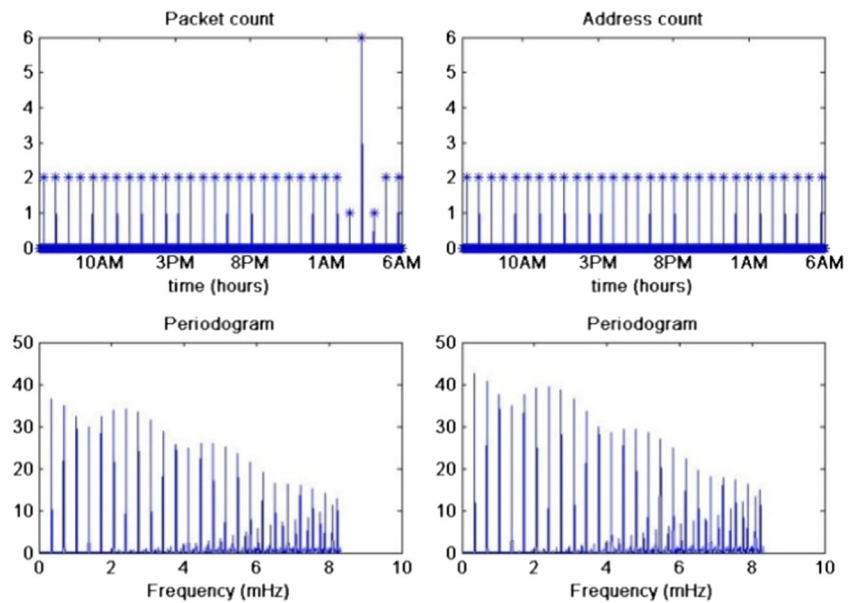 Packet count
6
5
4
3
2
1
0
10AM 3PM 8PM 1AM 6AM
time (hours)
Address count
6
5
4
3
2
1
0
10AM 3PM 8PM 1AM 6AM
time (hours)
Periodogram
50
40
30
20
10
0
0 2 4 6 8 10
Frequency (mHz)
Periodogram
50
40
30
20
10
0
0 2 4 6 8 10
Frequency (mHz)